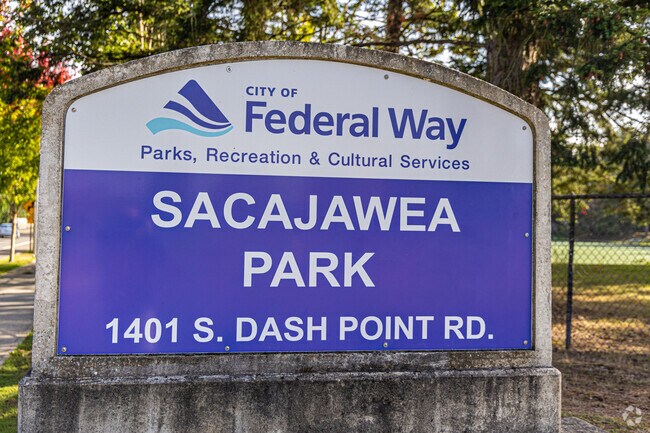 CITY OF
Federal Way
Parks, Recreation & Cultural Services
SACAJAWEA
PARK
1401 S. DASH POINT RD.